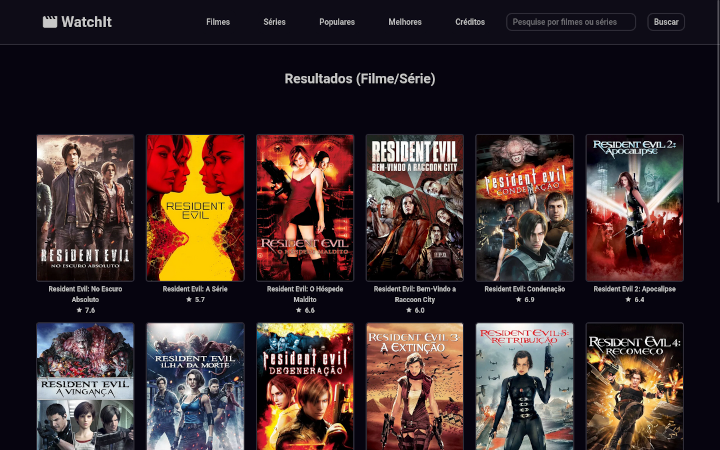 WatchIt
Filmes
Séries
Populares
Melhores
Créditos
Pesquise por filmes ou séries
Buscar
Resultados (Filme/Série)
RESIDENT EVIL
NO ESCURO ABSOLUTO
RESIDENT
EVIL
RESIDENT EVIL
O HÓSPEDE MALDITO
RESIDENT EVIL
BEM-VINDO A RACCOON CITY
resident evil
CONDENAÇÃO
RESIDENT EVIL 2:
APOCALIPSE
Resident Evil: No Escuro
Absoluto
★ 7.6
Resident Evil: A Série
★ 5.7
Resident Evil: O Hóspede
Maldito
★ 6.6
Resident Evil: Bem-Vindo a
Raccoon City
★ 6.0
Resident Evil: Condenação
★ 6.9
Resident Evil 2: Apocalipse
★ 6.4
RESIDENT EVIL
A VINGANÇA
RESIDENT EVIL
ILHA DA MORTE
resident evil
DEGENERAÇÃO
RESIDENT EVIL 3:
A EXTINÇÃO
RESIDENT EVIL 5:
RETRIBUIÇÃO
RESIDENT EVIL 4:
RECOMEÇO